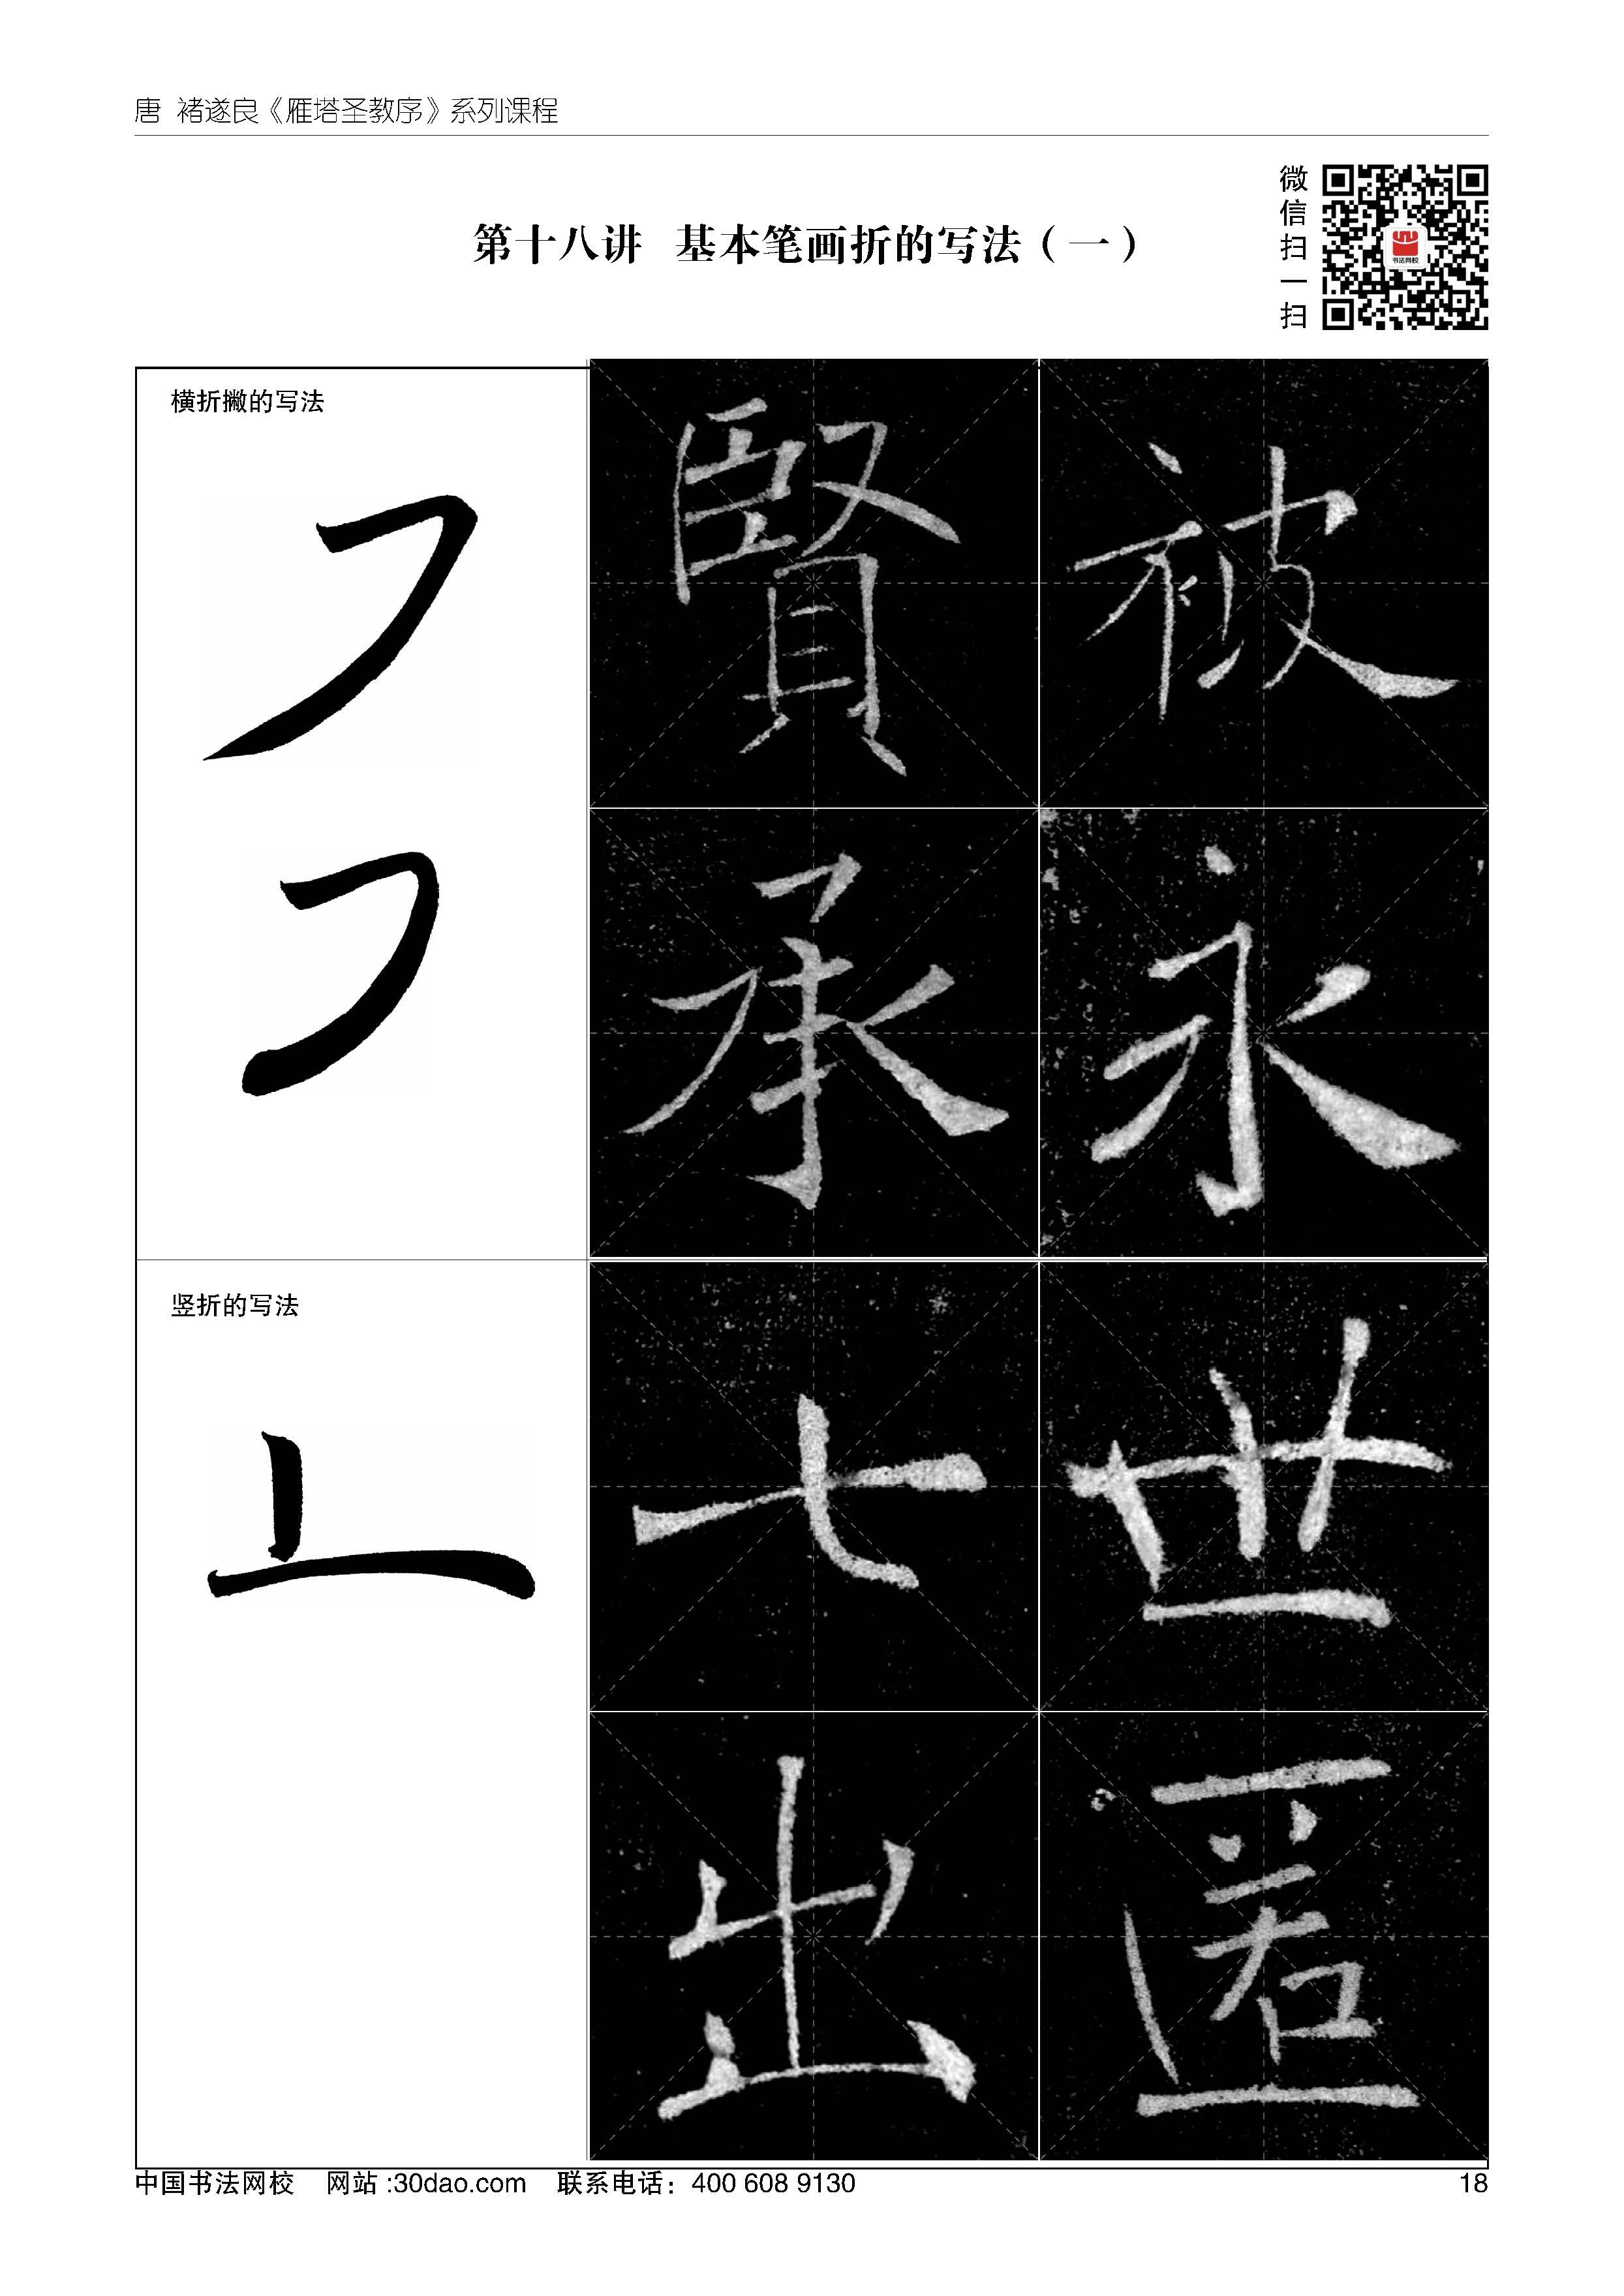 唐 褚遂良《雁塔圣教序》系列课程
第十八讲 基本笔画折的写法（一）
微信扫一扫
书法网校
横折撇的写法
賢 被
承 永
竖折的写法
七 世
出 匿
中国书法网校 网站:30dao.com 联系电话：400 608 9130 18